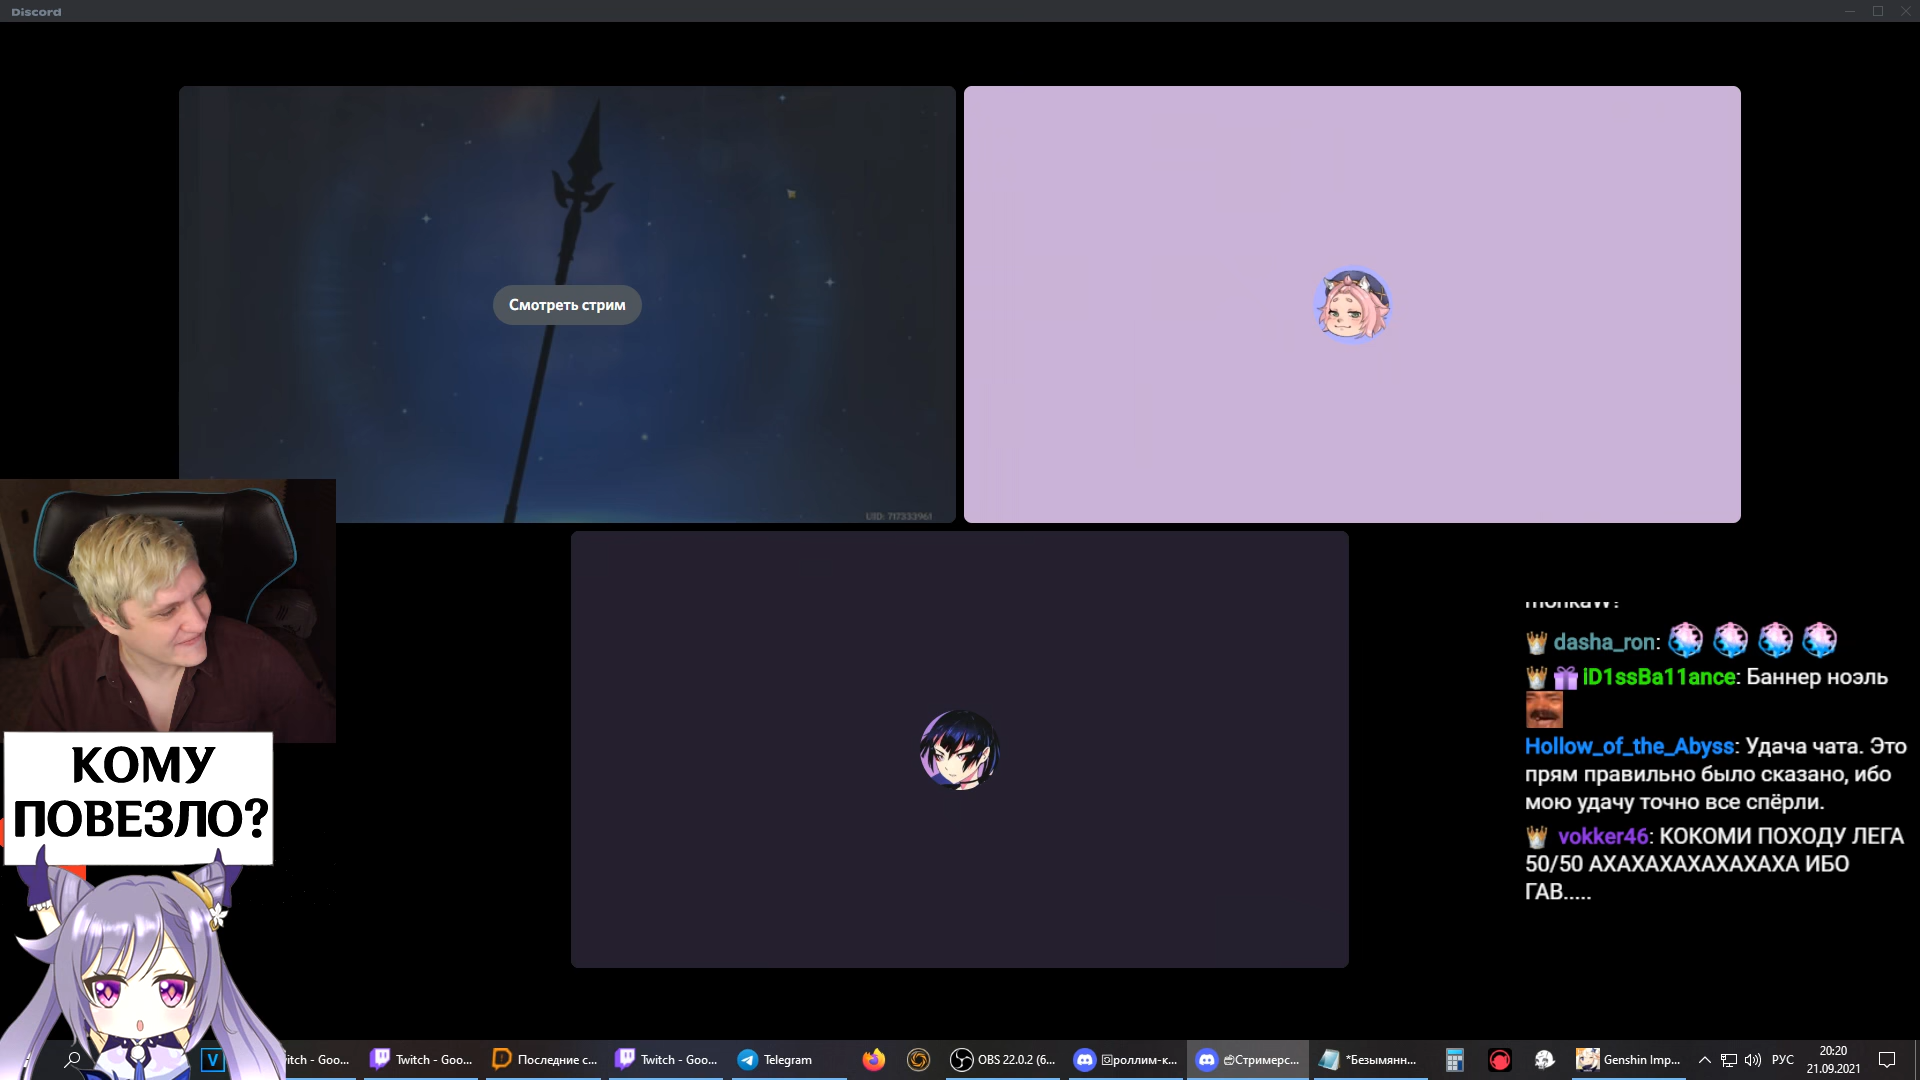 Discord
Смотреть стрим
UID: 717333961
monkaW?
dasha_ron:
iD1ssBa11ance: Баннер ноэль
Hollow_of_the_Abyss: Удача чата. Это
прям правильно было сказано, ибо
мою удачу точно все спёрли.
vokker46: КОКОМИ ПОХОДУ ЛЕГА
50/50 АХАХАХАХАХАХАХА ИБО
ГАВ.....
КОМУ
ПОВЕЗЛО?
V
itch - Goo...
Twitch - Goo...
Последние с...
Twitch - Goo...
Telegram
OBS 22.0.2 (6...
роллим-к...
Стримерс...
*Безымянн...
Genshin Imp...
РУС
20:20
21.09.2021